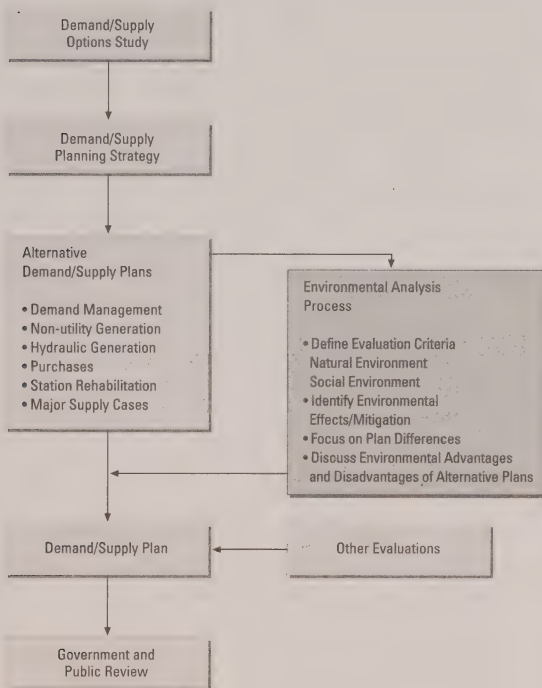 Demand/Supply
Options Study
Demand/Supply
Planning Strategy
Alternative
Demand/Supply Plans
• Demand Management
• Non-utility Generation
• Hydraulic Generation
• Purchases
• Station Rehabilitation
• Major Supply Cases
Environmental Analysis
Process
• Define Evaluation Criteria
Natural Environment
Social Environment
• Identify Environmental
Effects/Mitigation
• Focus on Plan Differences
• Discuss Environmental Advantages
and Disadvantages of Alternative Plans
Demand/Supply Plan
Other Evaluations
Government and
Public Review